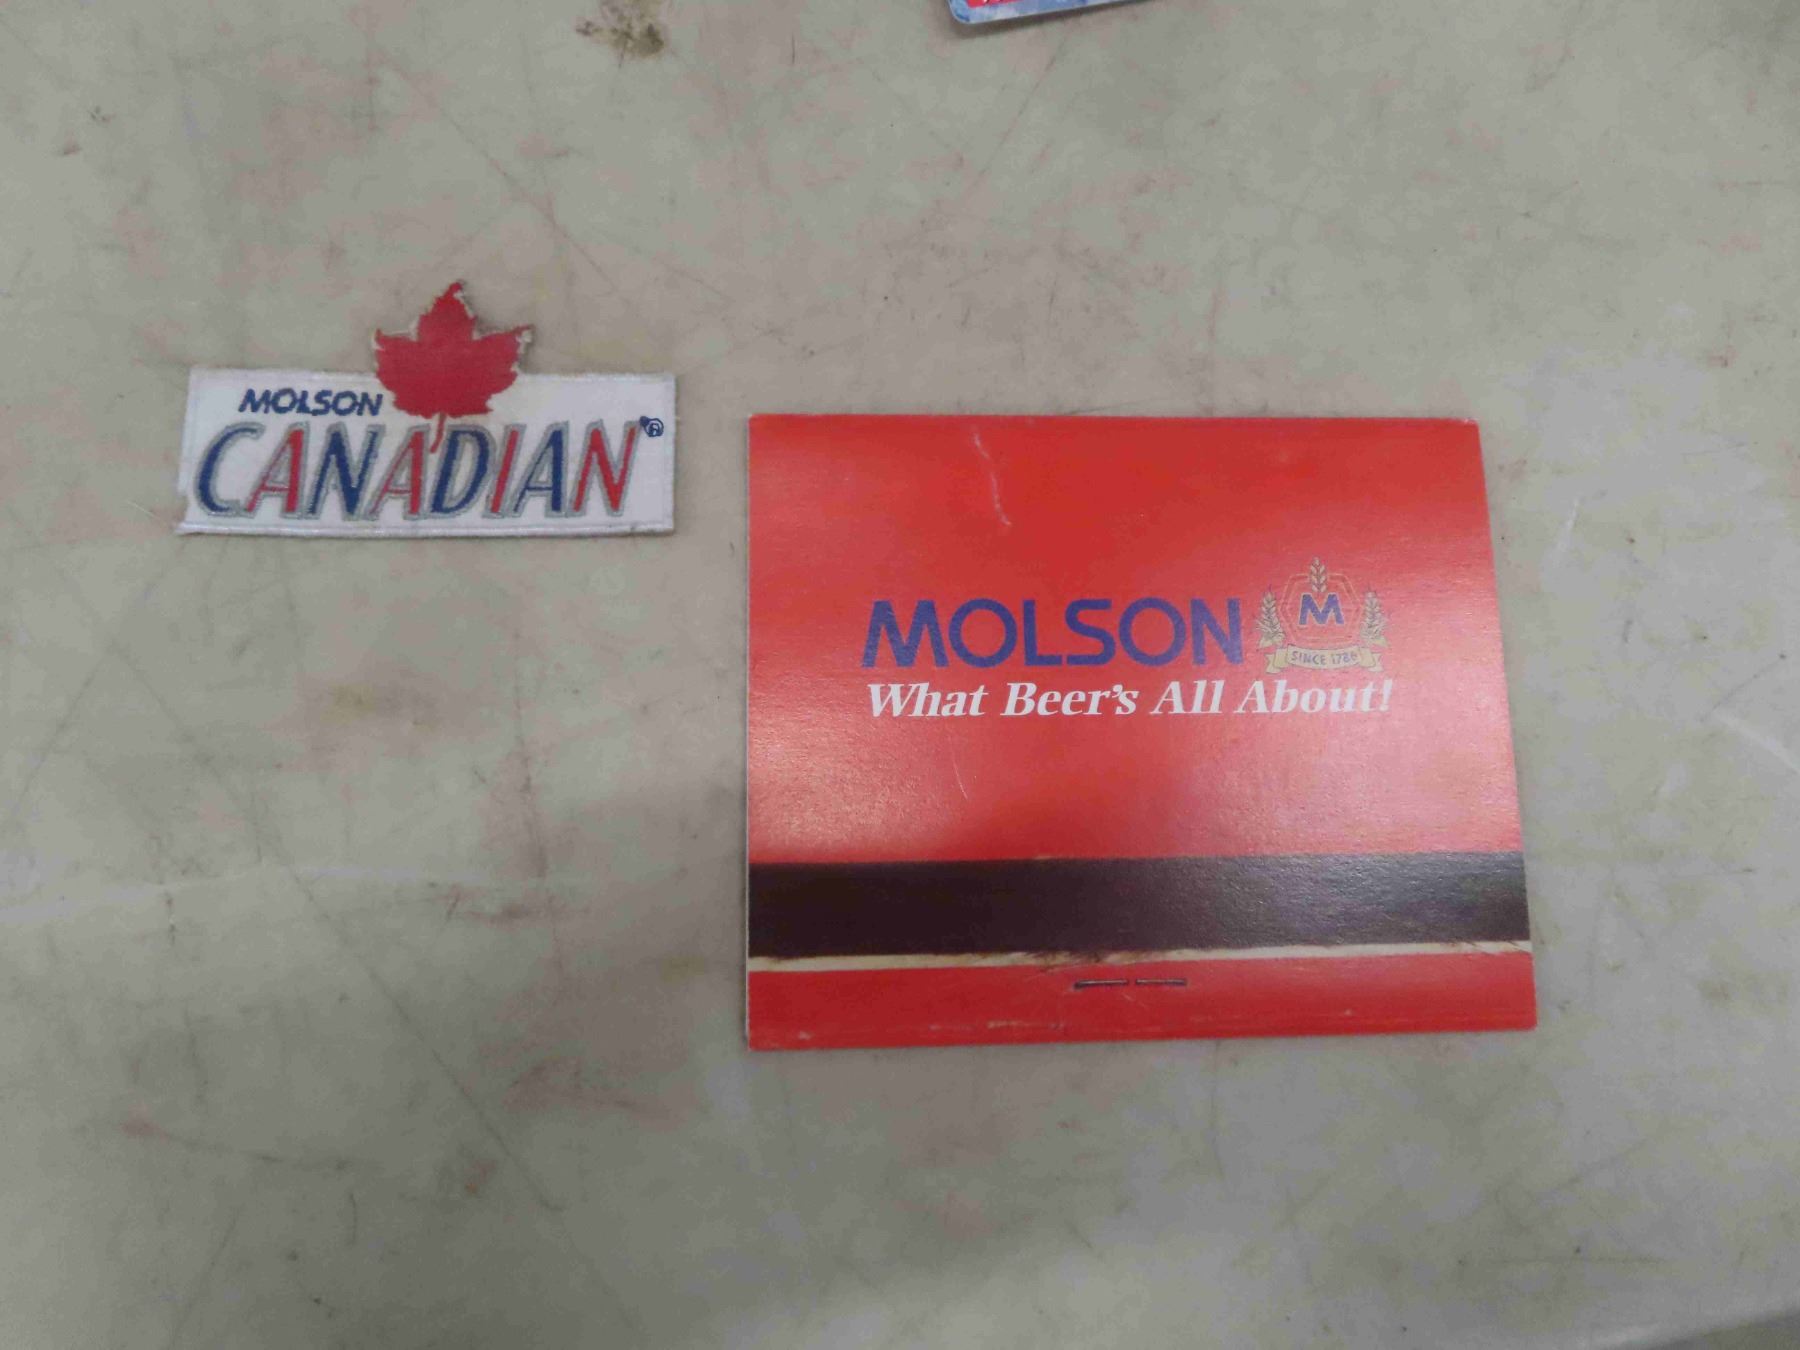 MOLSON
CANADIAN®
MOLSON M
SINCE 1786
What Beer's All About!